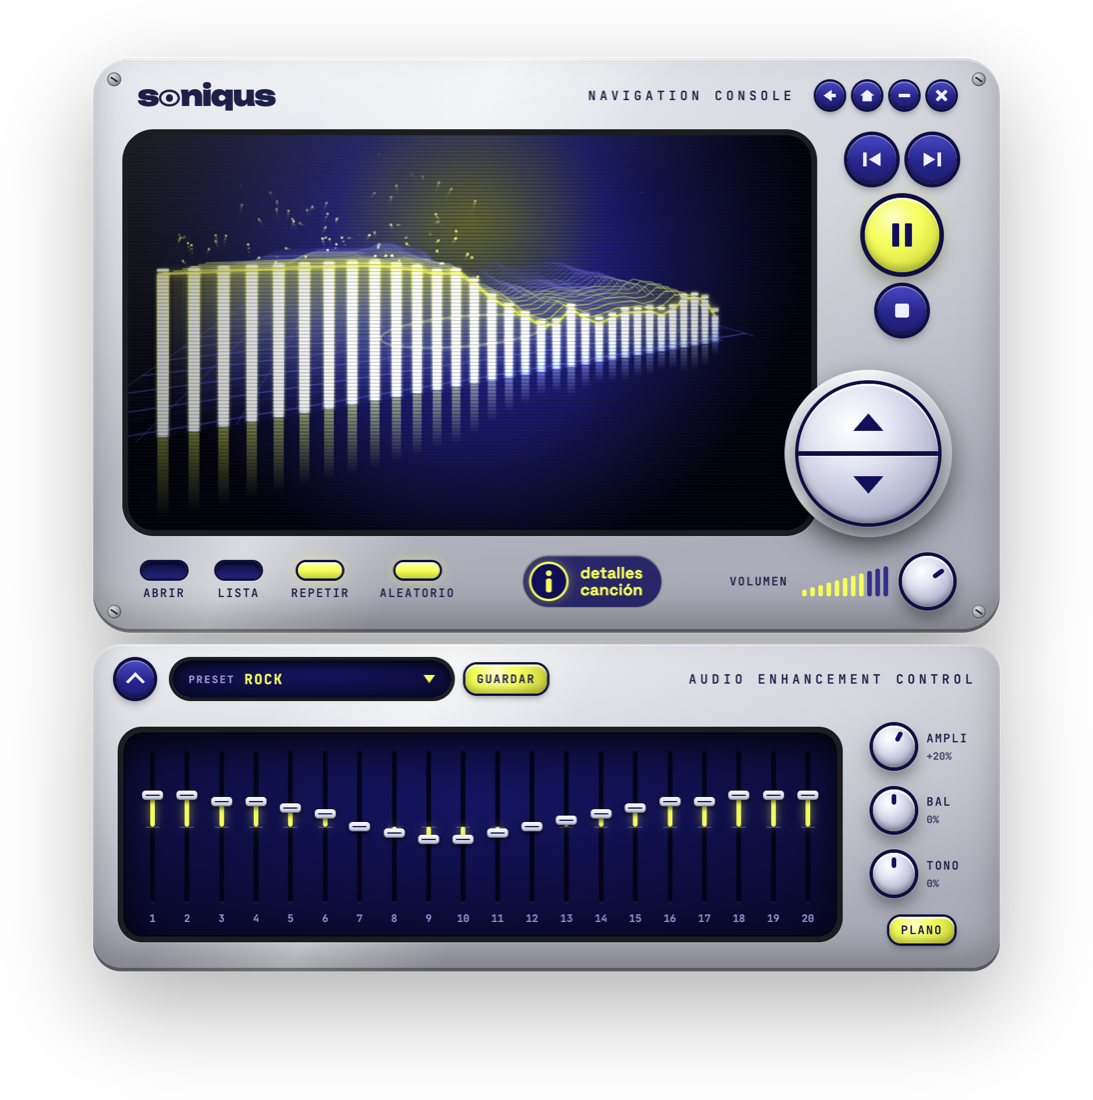 soniqus
NAVIGATION CONSOLE
ABRIR
LISTA
REPETIR
ALEATORIO
detalles
canción
VOLUMEN
PRESET ROCK
GUARDAR
AUDIO ENHANCEMENT CONTROL
AMPLI
+20%
BAL
0%
TONO
0%
1 2 3 4 5 6 7 8 9 10 11 12 13 14 15 16 17 18 19 20
PLANO